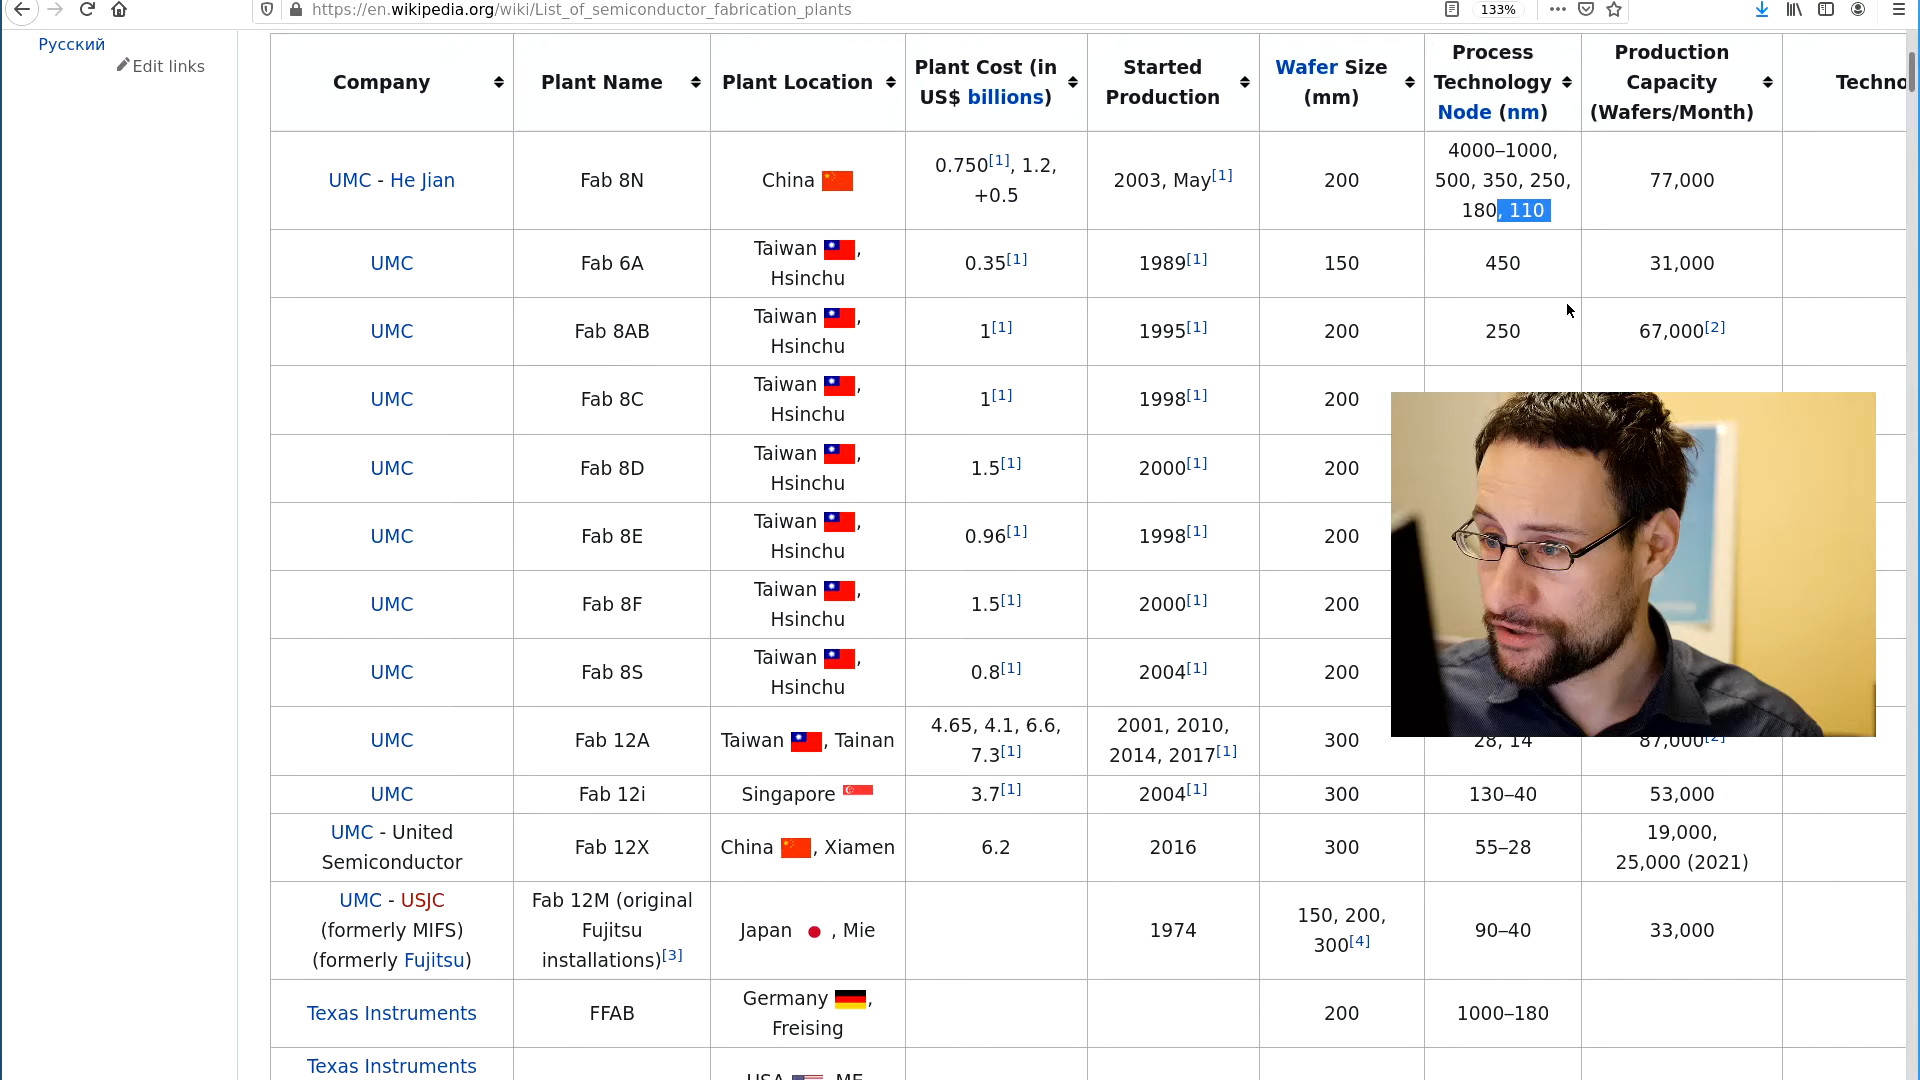 https://en.wikipedia.org/wiki/List_of_semiconductor_fabrication_plants
133%
Русский
Edit links
Company
Plant Name
Plant Location
Plant Cost (in
US$ billions)
Started
Production
Wafer Size
(mm)
Process
Technology
Node (nm)
Production
Capacity
(Wafers/Month)
Techno
UMC - He Jian
Fab 8N
China
0.750[1], 1.2,
+0.5
2003, May[1]
200
4000–1000,
500, 350, 250,
180, 110
77,000
UMC
Fab 6A
Taiwan ,
Hsinchu
0.35[1]
1989[1]
150
450
31,000
UMC
Fab 8AB
Taiwan ,
Hsinchu
1[1]
1995[1]
200
250
67,000[2]
UMC
Fab 8C
Taiwan ,
Hsinchu
1[1]
1998[1]
200
UMC
Fab 8D
Taiwan ,
Hsinchu
1.5[1]
2000[1]
200
UMC
Fab 8E
Taiwan ,
Hsinchu
0.96[1]
1998[1]
200
UMC
Fab 8F
Taiwan ,
Hsinchu
1.5[1]
2000[1]
200
UMC
Fab 8S
Taiwan ,
Hsinchu
0.8[1]
2004[1]
200
UMC
Fab 12A
Taiwan , Tainan
4.65, 4.1, 6.6,
7.3[1]
2001, 2010,
2014, 2017[1]
300
28, 14
87,000[2]
UMC
Fab 12i
Singapore
3.7[1]
2004[1]
300
130–40
53,000
UMC - United
Semiconductor
Fab 12X
China , Xiamen
6.2
2016
300
55–28
19,000,
25,000 (2021)
UMC - USJC
(formerly MIFS)
(formerly Fujitsu)
Fab 12M (original
Fujitsu
installations)[3]
Japan , Mie
1974
150, 200,
300[4]
90–40
33,000
Texas Instruments
FFAB
Germany ,
Freising
200
1000–180
Texas Instruments
USA , ME